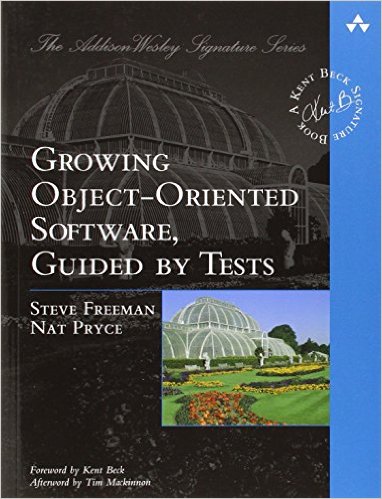 The Addison Wesley Signature Series
A KENT BECK SIGNATURE BOOK
Kent B
GROWING
OBJECT-ORIENTED
SOFTWARE,
GUIDED BY TESTS
STEVE FREEMAN
NAT PRYCE
Foreword by Kent Beck
Afterword by Tim Mackinnon